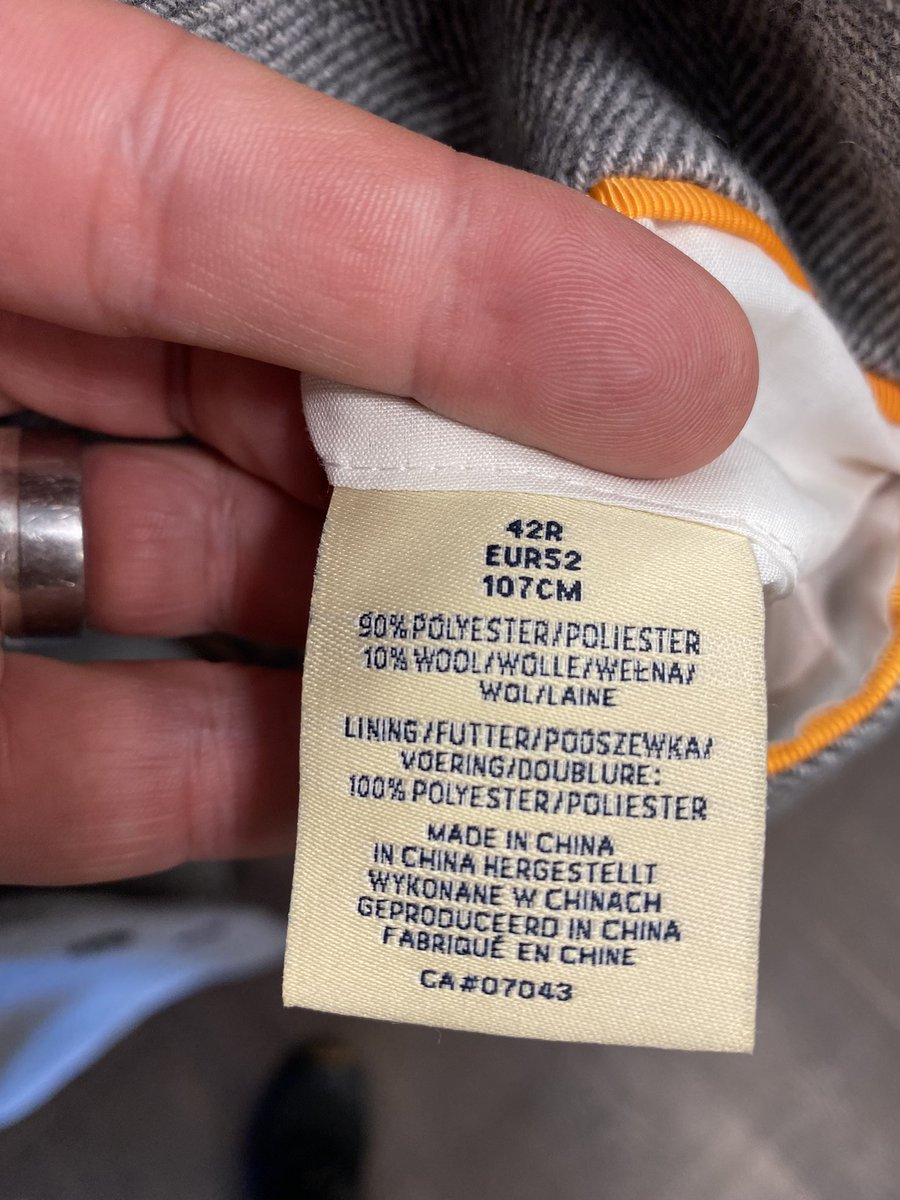 42R
EUR52
107CM
90% POLYESTER/POLIESTER
10% WOOL/WOLLE/WEŁNA/
WOL/LAINE
LINING/FUTTER/PODSZEWKA/
VOERING/DOUBLURE:
100% POLYESTER/POLIESTER
MADE IN CHINA
IN CHINA HERGESTELLT
WYKONANE W CHINACH
GEPRODUCEERD IN CHINA
FABRIQUÉ EN CHINE
CA#07043